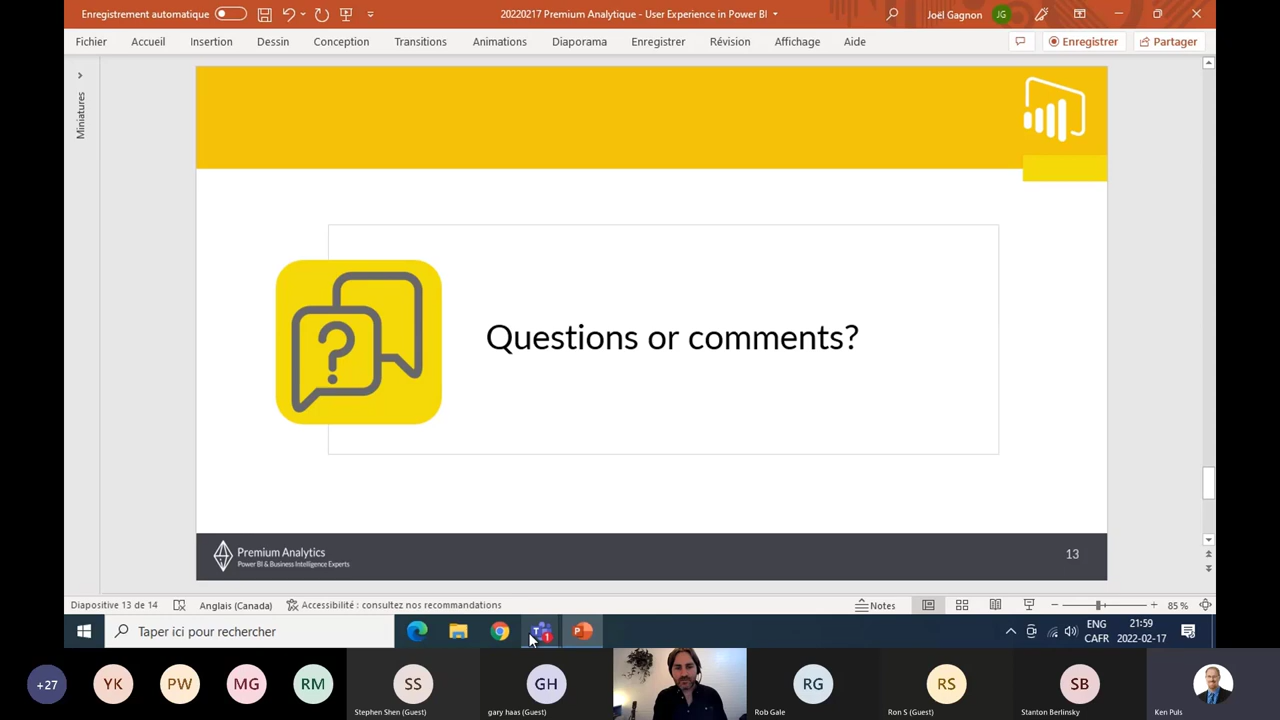 Enregistrement automatique
20220217 Premium Analytique - User Experience in Power BI
Joël Gagnon
JG
Fichier
Accueil
Insertion
Dessin
Conception
Transitions
Animations
Diaporama
Enregistrer
Révision
Affichage
Aide
Enregistrer
Partager
Miniatures
?
Questions or comments?
Premium Analytics
Power BI & Business Intelligence Experts
13
Diapositive 13 de 14
Anglais (Canada)
Accessibilité : consultez nos recommandations
Notes
85 %
Taper ici pour rechercher
1
ENG
CAFR
21:59
2022-02-17
+27
YK
PW
MG
RM
SS
Stephen Shen (Guest)
GH
gary haas (Guest)
RG
Rob Gale
RS
Ron S (Guest)
SB
Stanton Berlinsky
Ken Puls